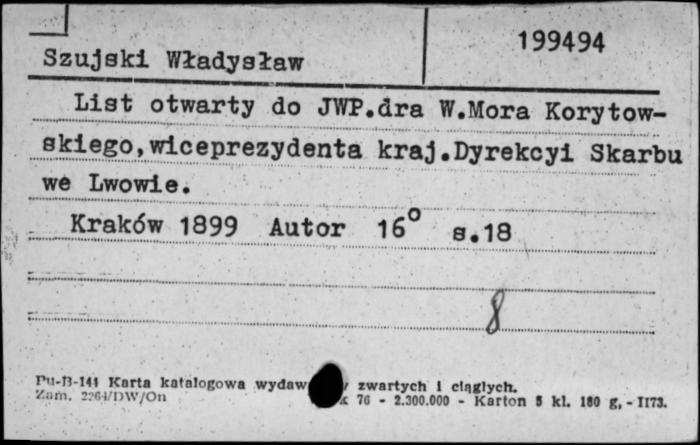 199494
Szujski Władysław
List otwarty do JWP.dra W.Mora Korytow-
skiego,wiceprezydenta kraj.Dyrekcyi Skarbu
we Lwowie.
Kraków 1899 Autor 16° s.18
8
Pu-B-141 Karta katalogowa wydaw zwartych i ciągłych.
Zam. 2264/DW/On 76 - 2.300.000 - Karton 5 kl. 180 g, - II73.